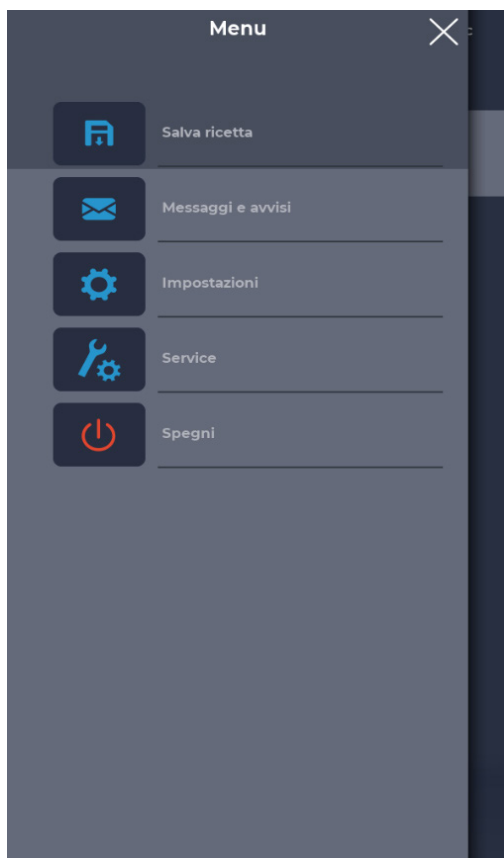 Menu
Salva ricetta
Messaggi e avvisi
Impostazioni
Service
Spegni